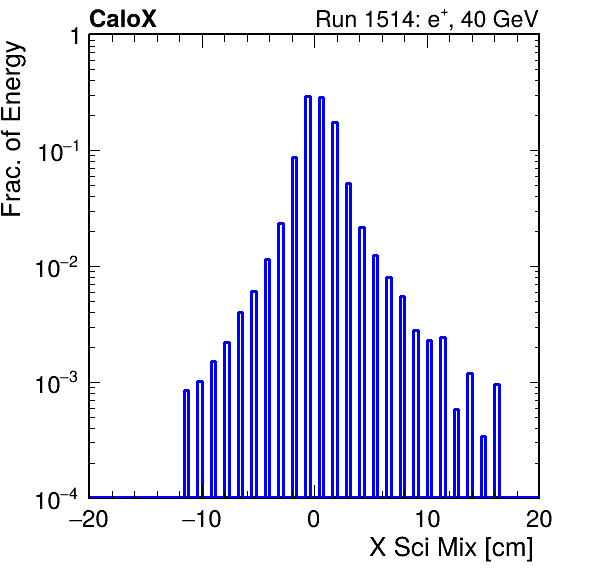 CaloX Run 1514: e⁺, 40 GeV
Frac. of Energy
1
10⁻¹
10⁻²
10⁻³
10⁻⁴
−20 −10 0 10 20
X Sci Mix [cm]